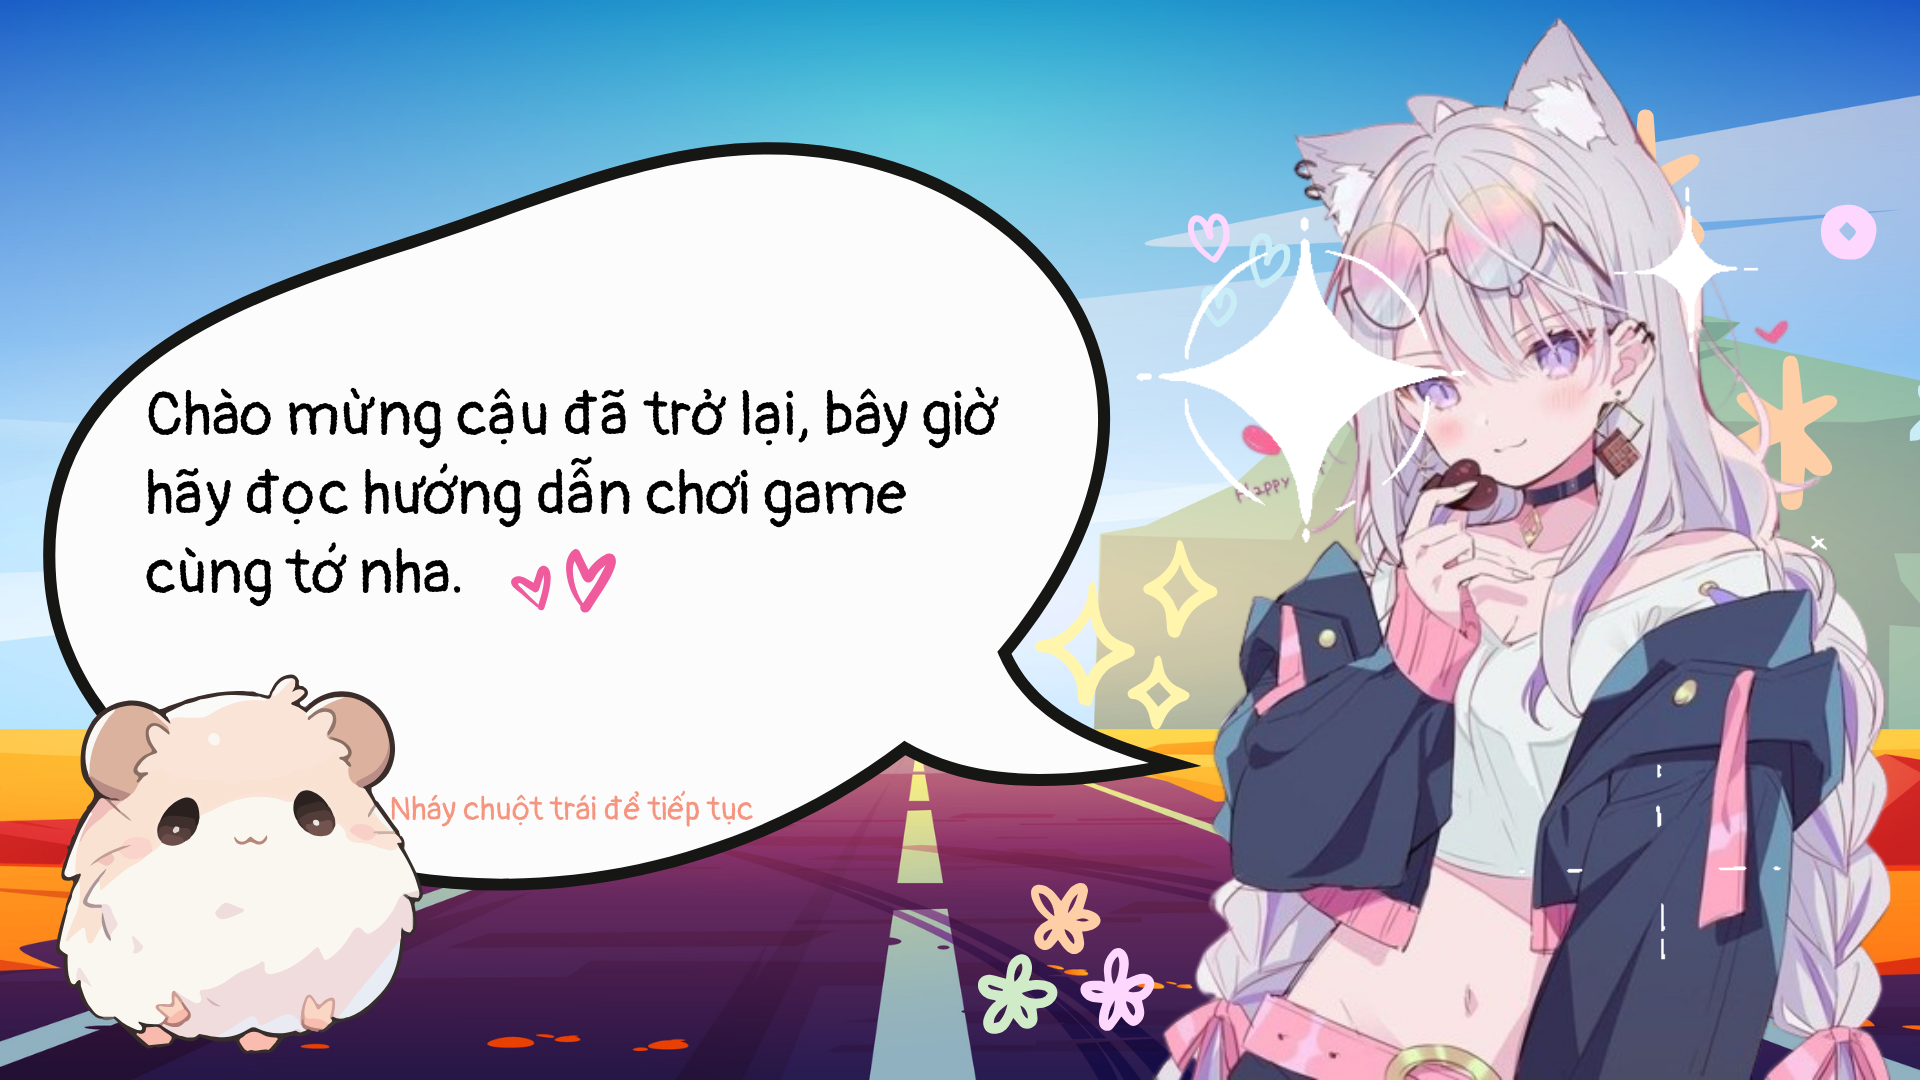 Chào mừng cậu đã trở lại, bây giờ
hãy đọc hướng dẫn chơi game
cùng tớ nha.
Happy
Nháy chuột trái để tiếp tục